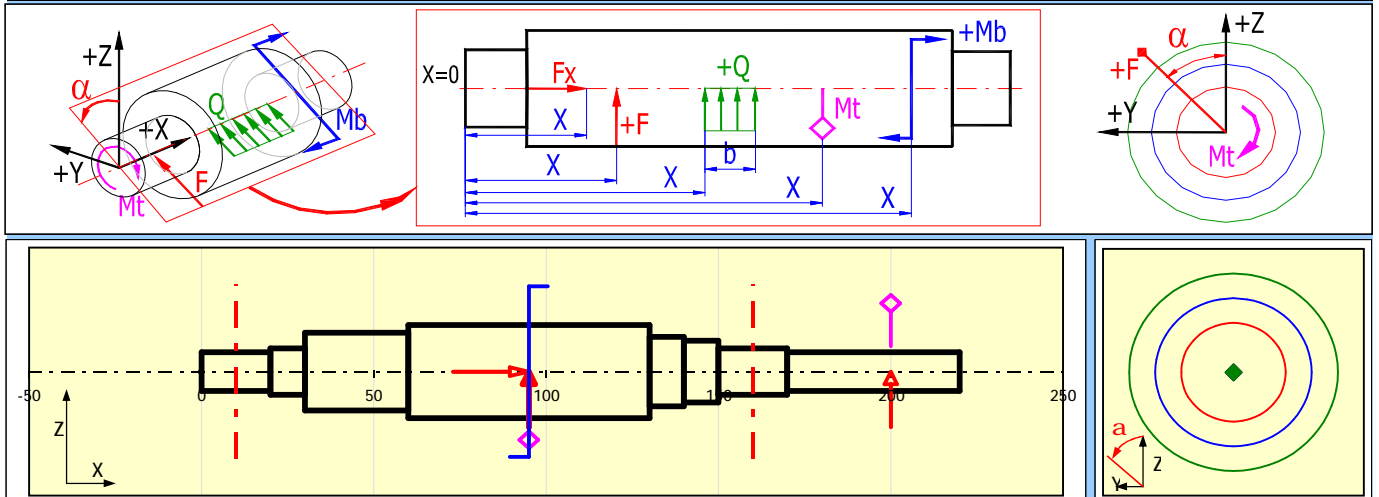 +Z
α
Q
+X
+Y
Mt
F
Mb
X=0
Fx
X
+F
X
+Q
b
X
Mt
X
+Mb
X
+Z
α
+F
+Y
Mt
-50
0
50
100
150
200
250
Z
X
a
Z
Y